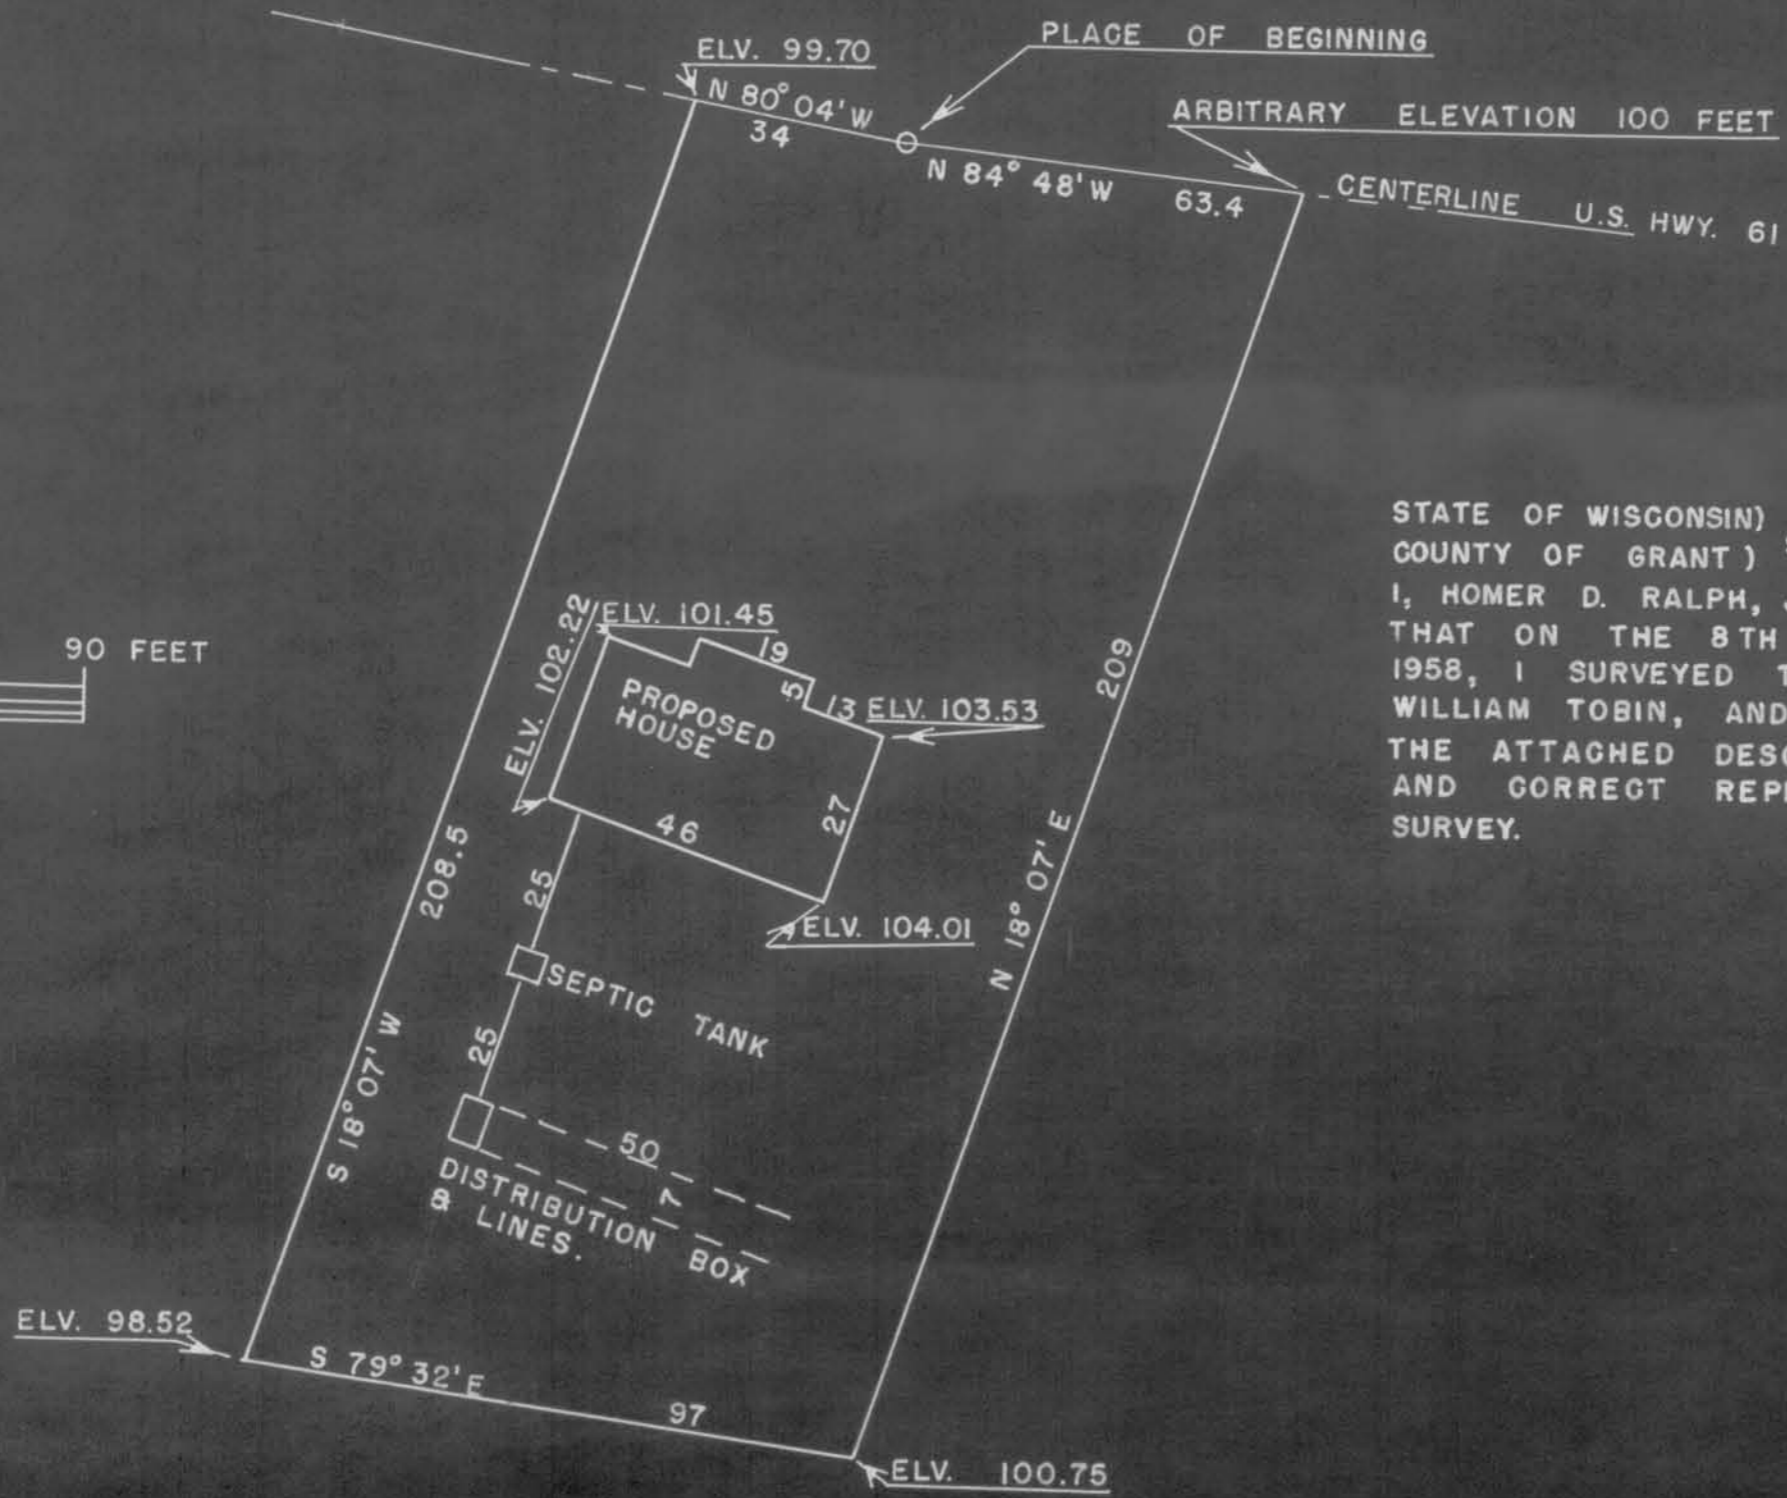 ELV. 99.70
PLACE OF BEGINNING
N 80° 04' W
34
ARBITRARY ELEVATION 100 FEET
N 84° 48' W 63.4
CENTERLINE U.S. HWY. 61
STATE OF WISCONSIN)
COUNTY OF GRANT )
I, HOMER D. RALPH,
THAT ON THE 8TH
1958, I SURVEYED
WILLIAM TOBIN, AND
THE ATTACHED
AND CORRECT
SURVEY.
90 FEET
ELV. 101.45
ELV. 102.22
19
5
13
ELV. 103.53
PROPOSED
HOUSE
27
46
ELV. 104.01
209
N 18° 07' E
208.5
S 18° 07' W
25
SEPTIC TANK
25
50
7
DISTRIBUTION BOX
& LINES.
ELV. 98.52
S 79° 32' E
97
ELV. 100.75